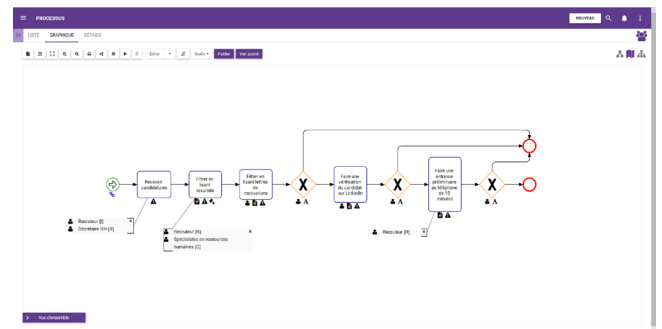 PROCESSUS
NOUVEAU
LISTE GRAPHIQUE DÉTAILS
Éditer
Audio
Publier
Voir publié
Recevoir
candidatures
Filtrer en
lisant
resumés
Filtrer en
lisant lettres
de
motivations
Faire une
vérification
du candidat
sur LinkedIn
Faire une
entrevue
préliminaire
au téléphone
de 15
minutes
X
X
X
A
A
A
Recruteur [I]
Secrétaire RH [R]
x
Recruteur [R]
Spécialistes en ressources
humaines [C]
x
Recruteur [R]
x
Vue d'ensemble